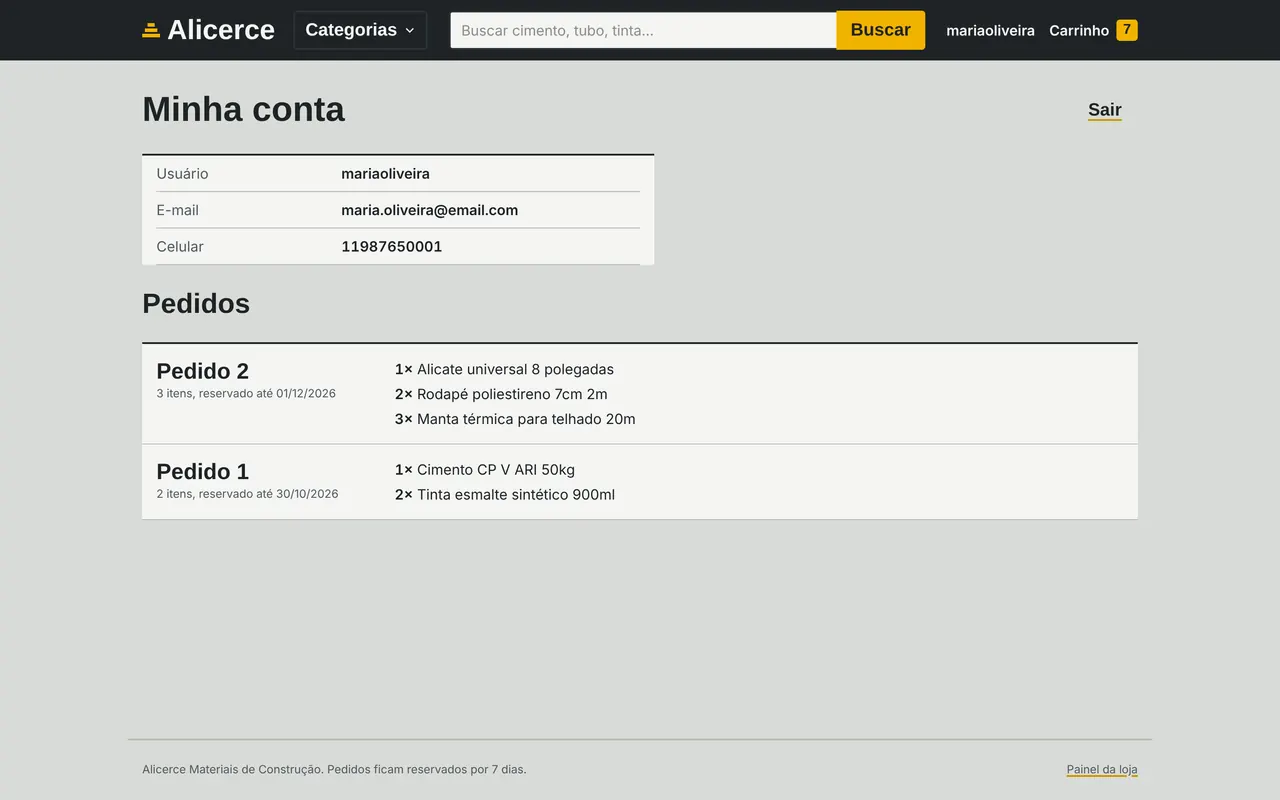 Alicerce Categorias Buscar cimento, tubo, tinta... Buscar mariaoliveira Carrinho 7
Minha conta Sair
Usuário mariaoliveira
E-mail maria.oliveira@email.com
Celular 11987650001
Pedidos
Pedido 2
3 itens, reservado até 01/12/2026
1× Alicate universal 8 polegadas
2× Rodapé poliestireno 7cm 2m
3× Manta térmica para telhado 20m
Pedido 1
2 itens, reservado até 30/10/2026
1× Cimento CP V ARI 50kg
2× Tinta esmalte sintético 900ml
Alicerce Materiais de Construção. Pedidos ficam reservados por 7 dias. Painel da loja